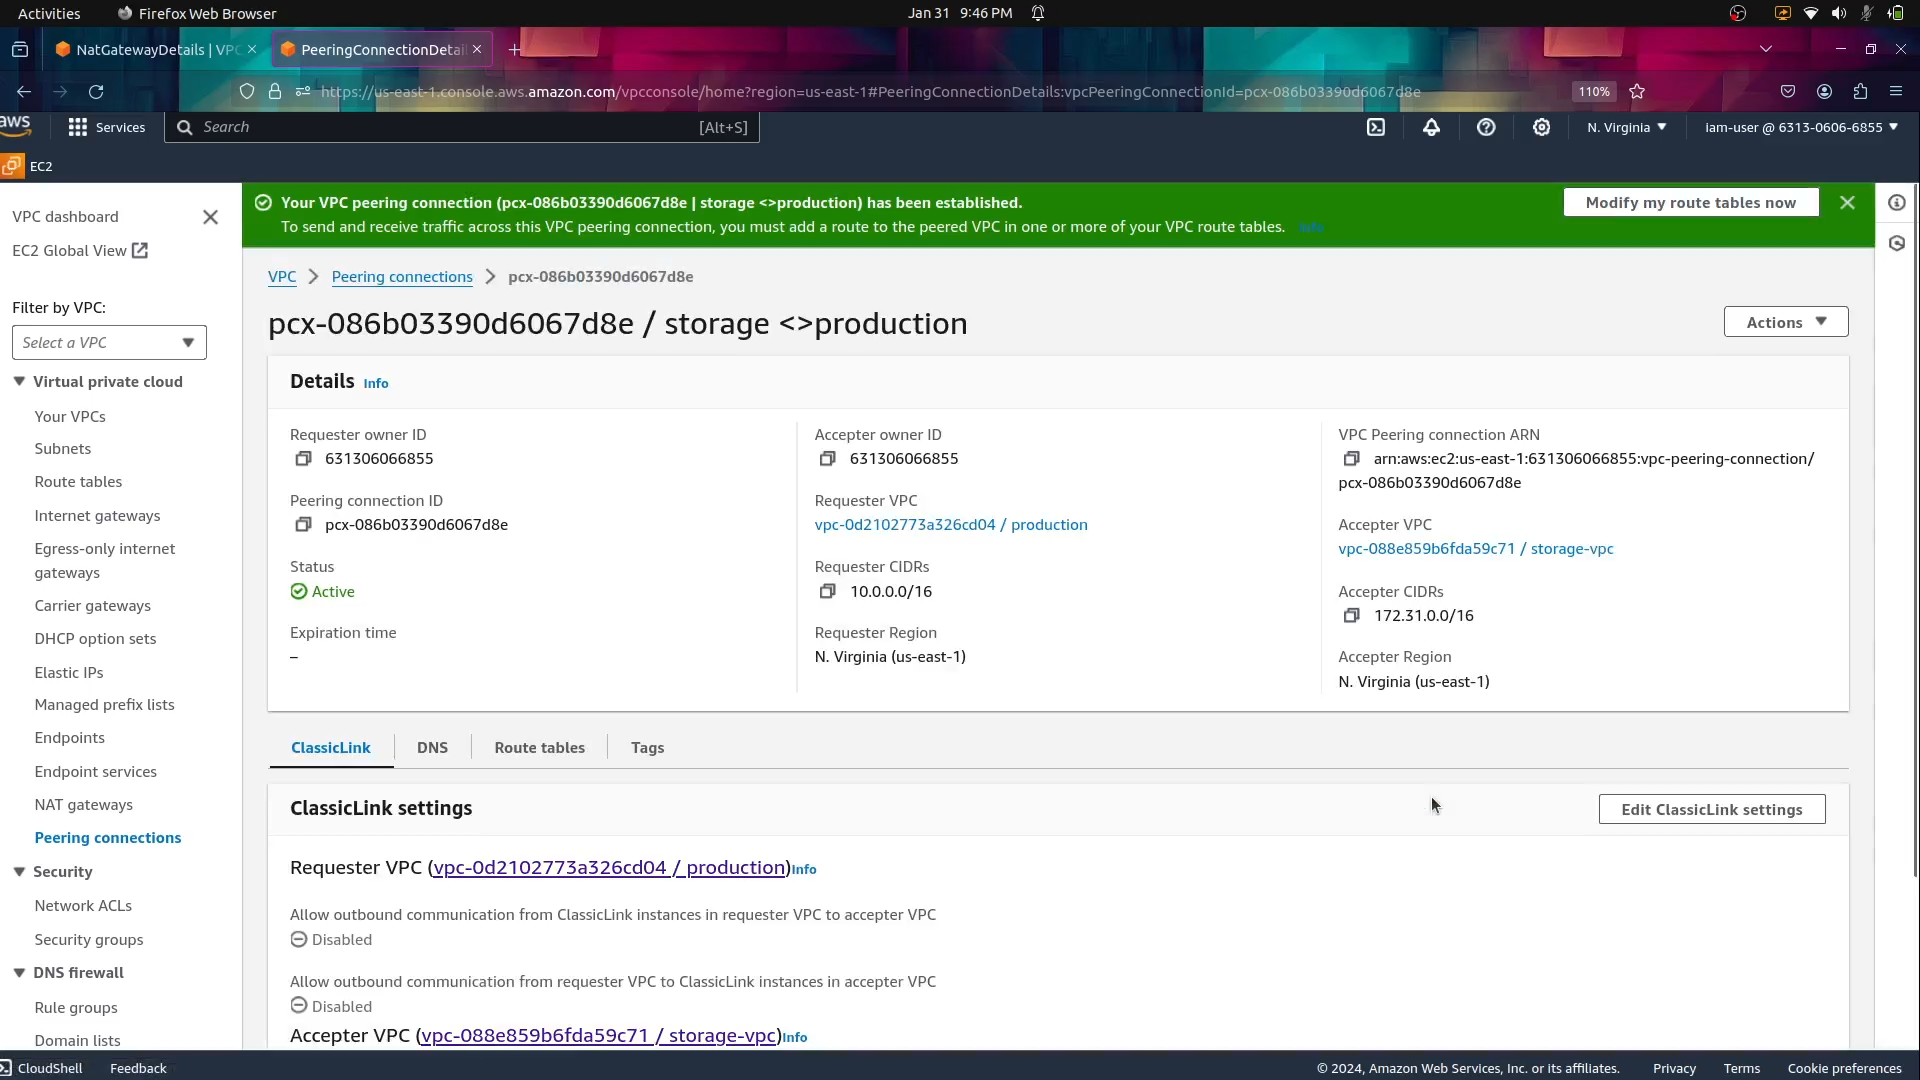 Activities
Firefox Web Browser
Jan 31 9:46 PM
NatGatewayDetails | VPC
PeeringConnectionDetai
https://us-east-1.console.aws.amazon.com/vpcconsole/home?region=us-east-1#PeeringConnectionDetails:vpcPeeringConnectionId=pcx-086b03390d6067d8e
110%
aws
Services
Search
[Alt+S]
N. Virginia
iam-user @ 6313-0606-6855
EC2
VPC dashboard
EC2 Global View
Filter by VPC:
Select a VPC
Virtual private cloud
Your VPCs
Subnets
Route tables
Internet gateways
Egress-only internet
gateways
Carrier gateways
DHCP option sets
Elastic IPs
Managed prefix lists
Endpoints
Endpoint services
NAT gateways
Peering connections
Security
Network ACLs
Security groups
DNS firewall
Rule groups
Domain lists
Your VPC peering connection (pcx-086b03390d6067d8e | storage <>production) has been established.
To send and receive traffic across this VPC peering connection, you must add a route to the peered VPC in one or more of your VPC route tables. Info
Modify my route tables now
VPC
Peering connections
pcx-086b03390d6067d8e
pcx-086b03390d6067d8e / storage <>production
Actions
Details Info
Requester owner ID
631306066855
Peering connection ID
pcx-086b03390d6067d8e
Status
Active
Expiration time
–
Accepter owner ID
631306066855
Requester VPC
vpc-0d2102773a326cd04 / production
Requester CIDRs
10.0.0.0/16
Requester Region
N. Virginia (us-east-1)
VPC Peering connection ARN
arn:aws:ec2:us-east-1:631306066855:vpc-peering-connection/
pcx-086b03390d6067d8e
Accepter VPC
vpc-088e859b6fda59c71 / storage-vpc
Accepter CIDRs
172.31.0.0/16
Accepter Region
N. Virginia (us-east-1)
ClassicLink
DNS
Route tables
Tags
ClassicLink settings
Edit ClassicLink settings
Requester VPC (vpc-0d2102773a326cd04 / production)Info
Allow outbound communication from ClassicLink instances in requester VPC to accepter VPC
Disabled
Allow outbound communication from requester VPC to ClassicLink instances in accepter VPC
Disabled
Accepter VPC (vpc-088e859b6fda59c71 / storage-vpc)Info
CloudShell
Feedback
© 2024, Amazon Web Services, Inc. or its affiliates.
Privacy
Terms
Cookie preferences